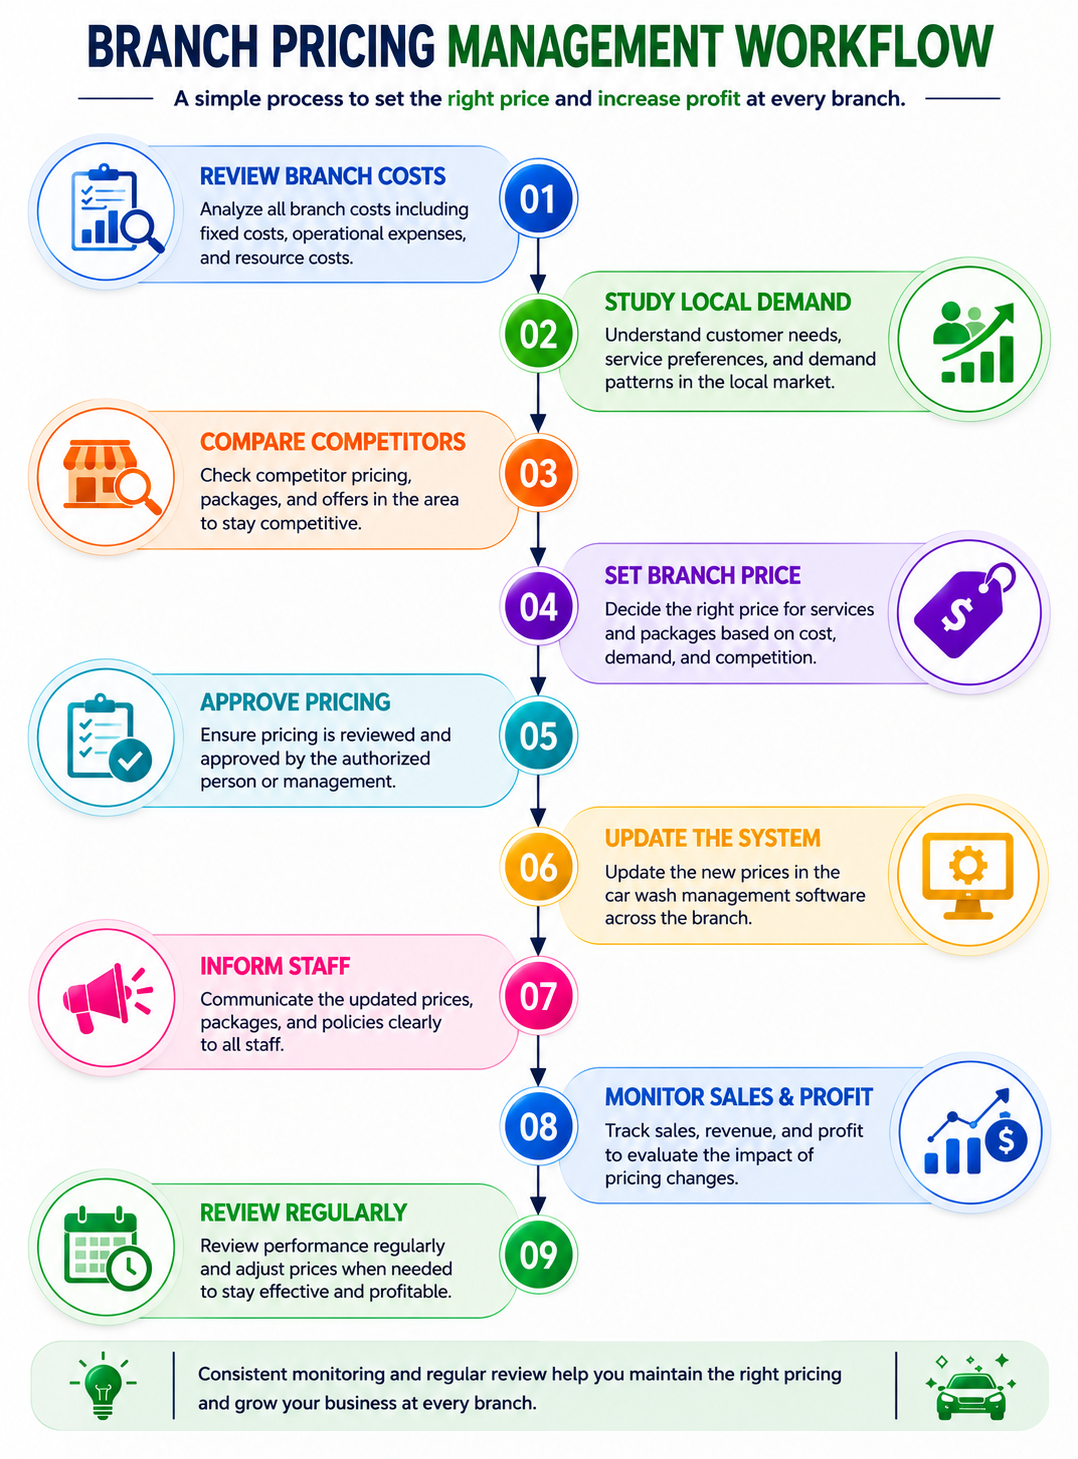 BRANCH PRICING MANAGEMENT WORKFLOW
A simple process to set the right price and increase profit at every branch.
REVIEW BRANCH COSTS
Analyze all branch costs including
fixed costs, operational expenses,
and resource costs.
01
STUDY LOCAL DEMAND
Understand customer needs,
service preferences, and demand
patterns in the local market.
02
COMPARE COMPETITORS
Check competitor pricing,
packages, and offers in the area
to stay competitive.
03
SET BRANCH PRICE
Decide the right price for services
and packages based on cost,
demand, and competition.
04
$
APPROVE PRICING
Ensure pricing is reviewed and
approved by the authorized
person or management.
05
UPDATE THE SYSTEM
Update the new prices in the
car wash management software
across the branch.
06
INFORM STAFF
Communicate the updated prices,
packages, and policies clearly
to all staff.
07
MONITOR SALES & PROFIT
Track sales, revenue, and profit
to evaluate the impact of
pricing changes.
08
$
REVIEW REGULARLY
Review performance regularly
and adjust prices when needed
to stay effective and profitable.
09
Consistent monitoring and regular review help you maintain the right pricing
and grow your business at every branch.